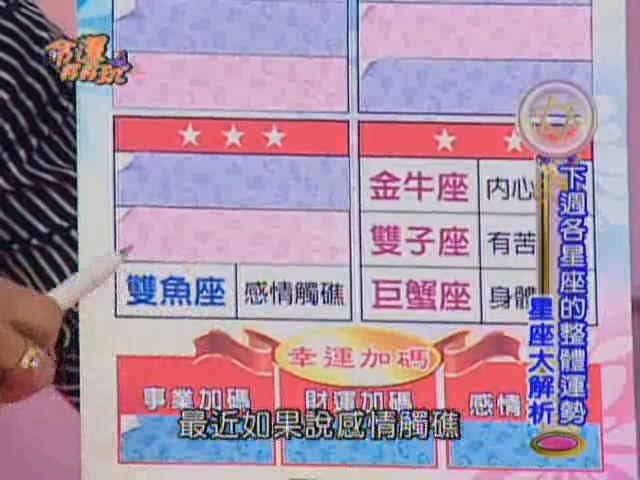 命運好好玩
★★★
雙魚座 感情觸礁
金牛座 內心
雙子座 有苦
巨蟹座 身體
幸運加碼
事業加碼
財運加碼
感情
下週各星座的整體運勢
星座大解析
最近如果說感情觸礁